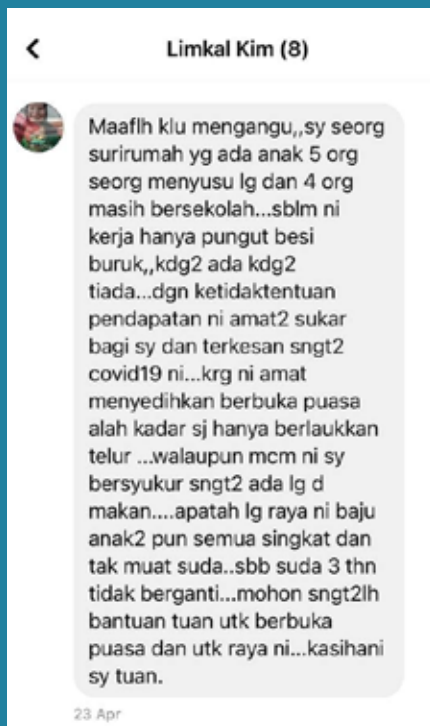 Limkal Kim (8)
Maaflh klu mengangu,,sy seorg
surirumah yg ada anak 5 org
seorg menyusu lg dan 4 org
masih bersekolah...sblm ni
kerja hanya pungut besi
buruk,,kdg2 ada kdg2
tiada...dgn ketidaktentuan
pendapatan ni amat2 sukar
bagi sy dan terkesan sngt2
covid19 ni...krg ni amat
menyedihkan berbuka puasa
alah kadar sj hanya berlaukkan
telur ...walaupun mcm ni sy
bersyukur sngt2 ada lg d
makan....apatah lg raya ni baju
anak2 pun semua singkat dan
tak muat suda..sbb suda 3 thn
tidak berganti...mohon sngt2lh
bantuan tuan utk berbuka
puasa dan utk raya ni...kasihani
sy tuan.
23 Apr